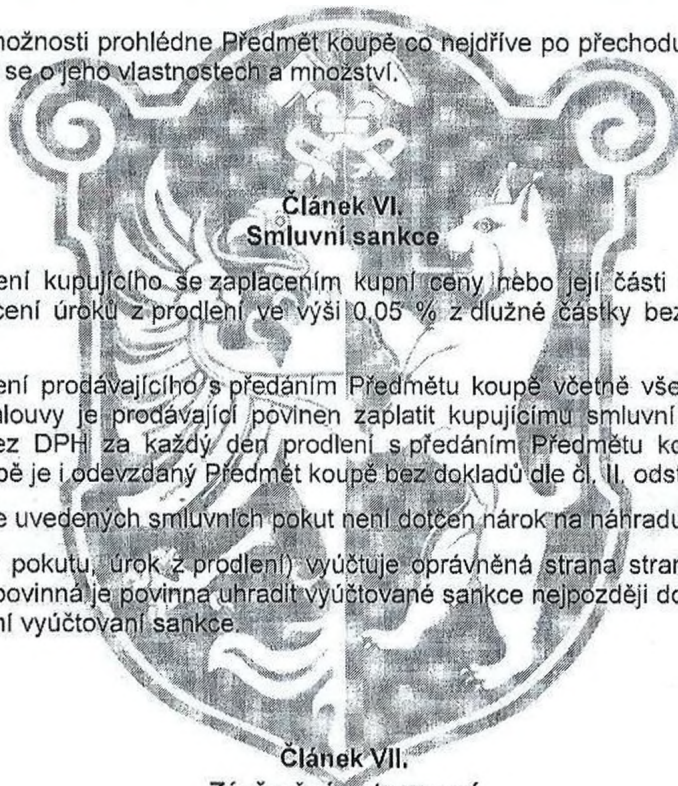 možnosti prohlédne Předmět koupě co nejdříve po přechodu
se o jeho vlastnostech a množství.
Článek VI.
Smluvní sankce
ení kupujícího se zaplacením kupní ceny nebo její části
cení úroků z prodlení ve výši 0,05 % z dlužné částky bez
ení prodávajícího s předáním Předmětu koupě včetně vše
louvy je prodávající povinen zaplatit kupujícímu smluvní
ez DPH za každý den prodlení s předáním Předmětu ko
pě je i odevzdaný Předmět koupě bez dokladů dle čl. II. odst
e uvedených smluvních pokut není dotčen nárok na náhradu
pokutu, úrok z prodlení) vyúčtuje oprávněná strana stran
povinná je povinna uhradit vyúčtované sankce nejpozději do
ní vyúčtovaní sankce.
Článek VII.